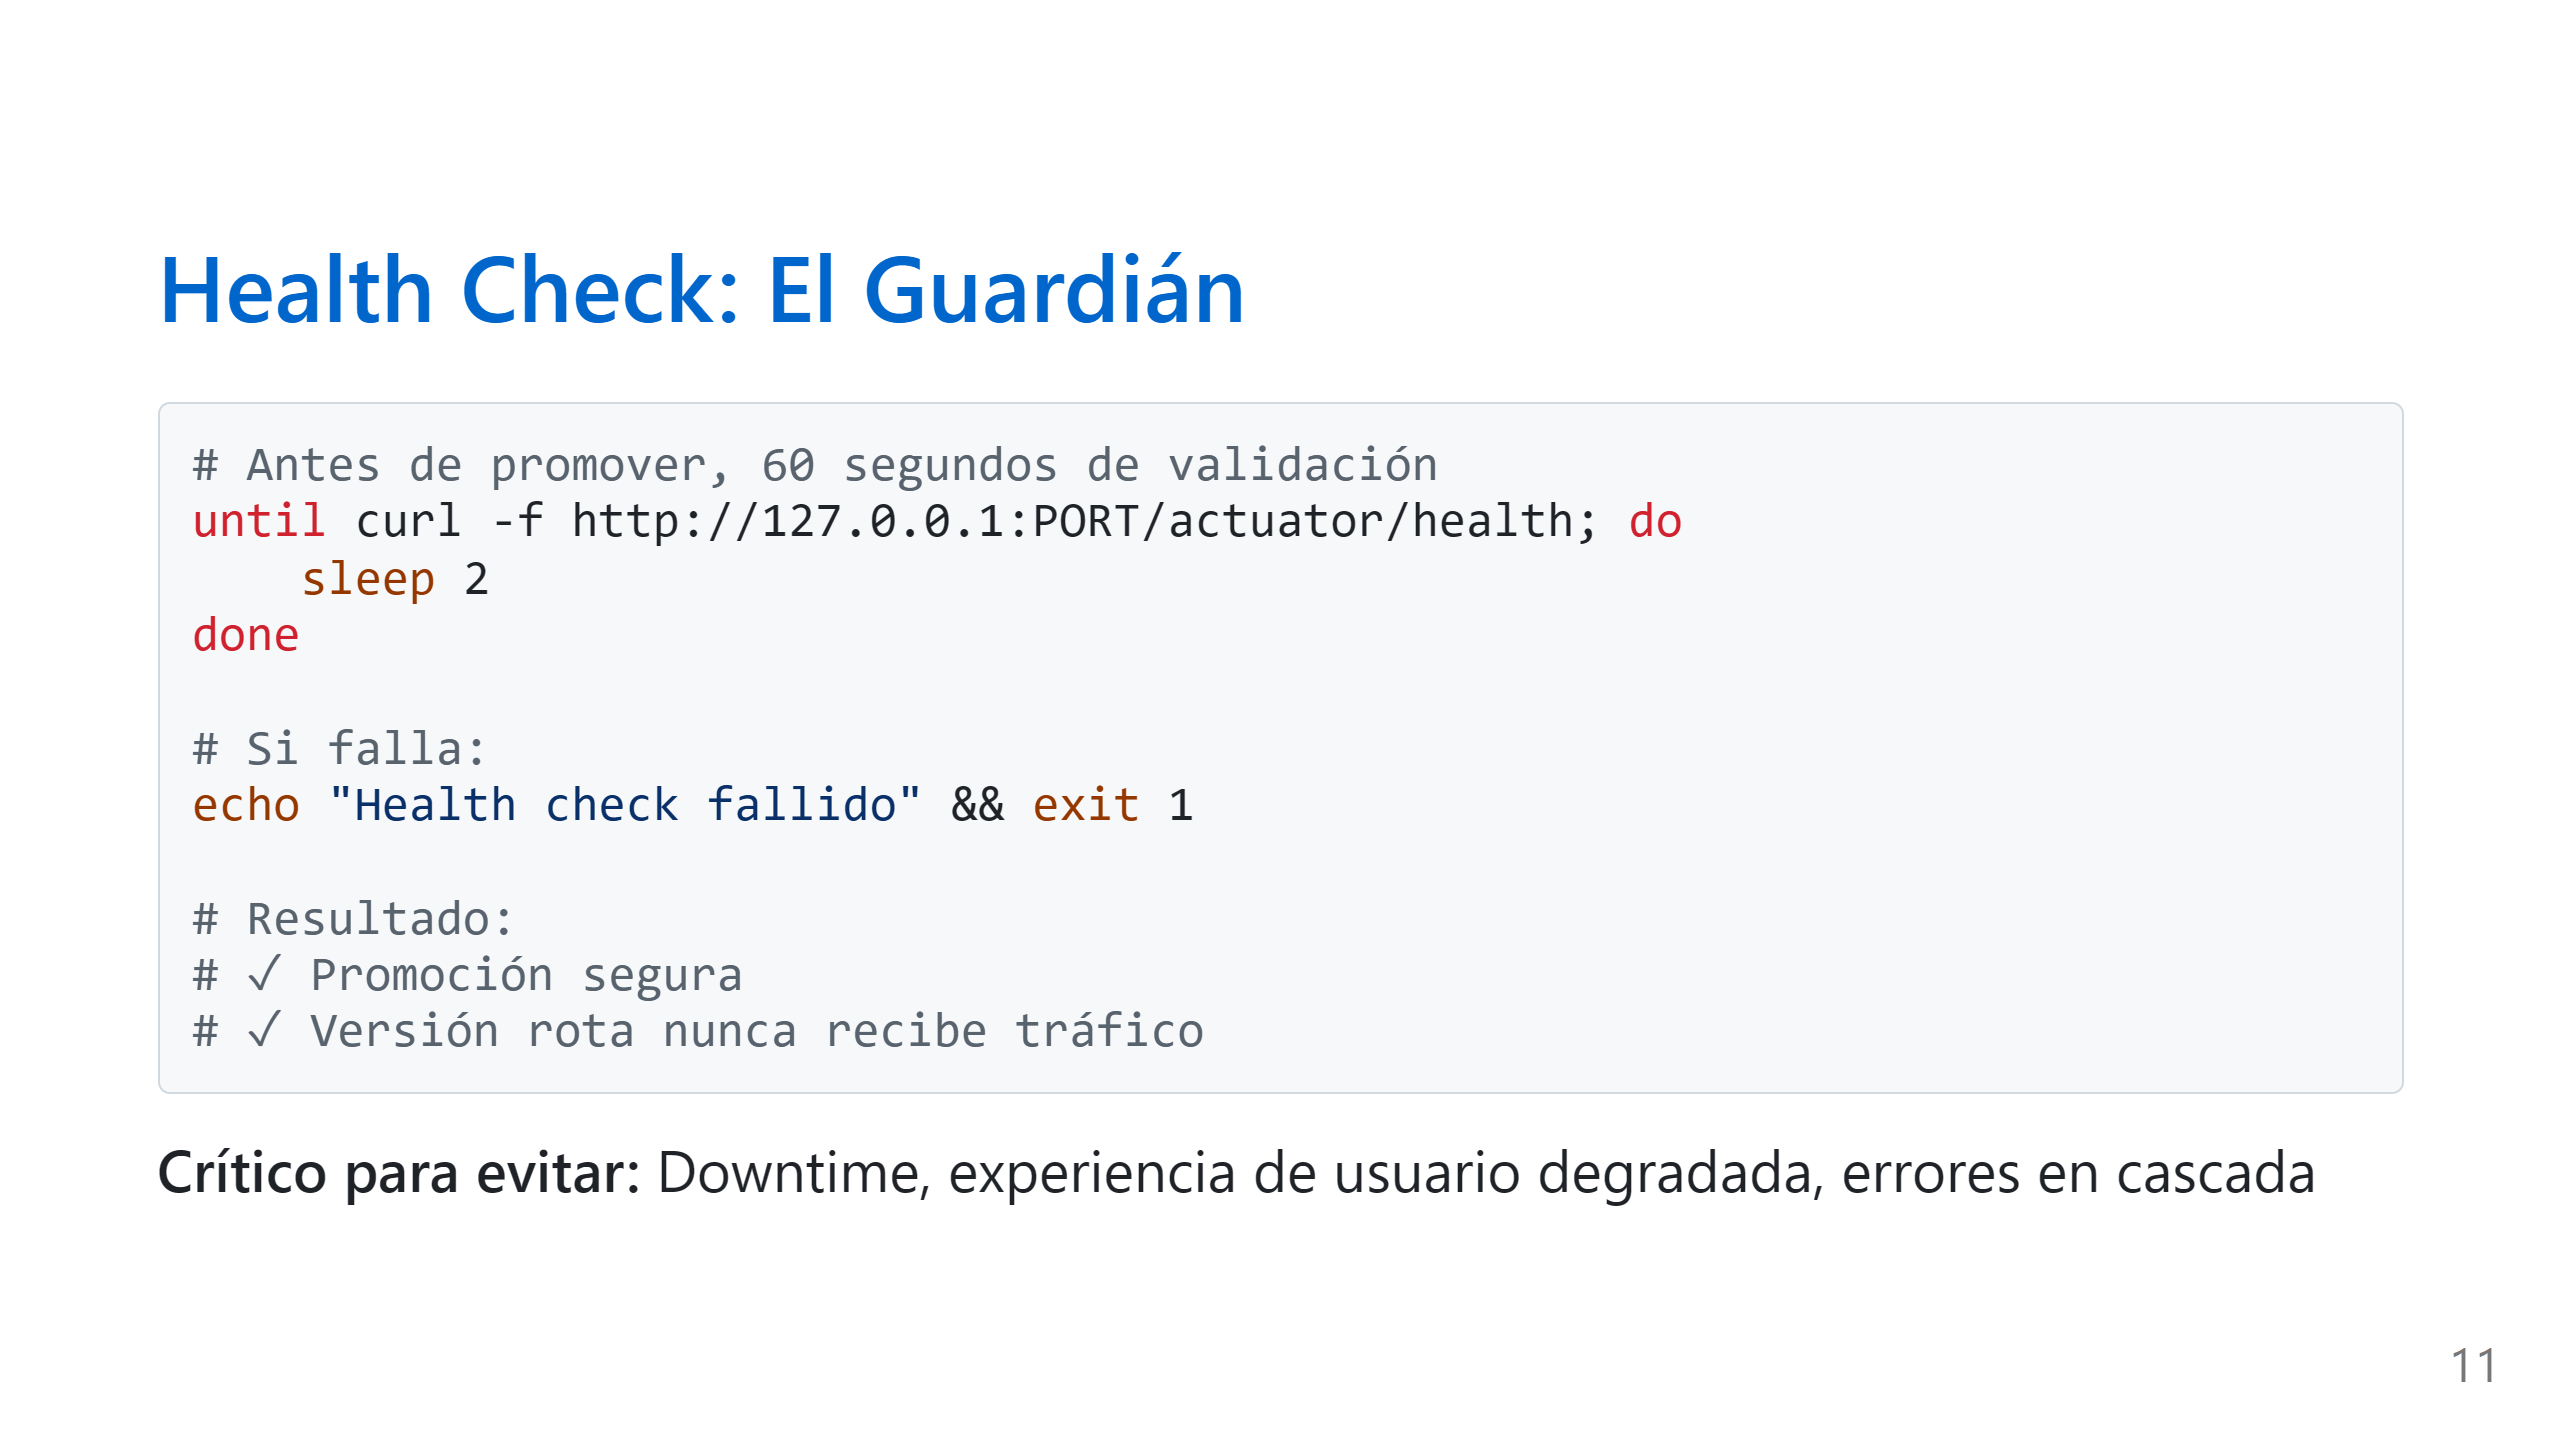 Health Check: El Guardián
# Antes de promover, 60 segundos de validación
until curl -f http://127.0.0.1:PORT/actuator/health; do
    sleep 2
done
# Si falla:
echo "Health check fallido" && exit 1
# Resultado:
# ✓ Promoción segura
# ✓ Versión rota nunca recibe tráfico
Crítico para evitar: Downtime, experiencia de usuario degradada, errores en cascada
11